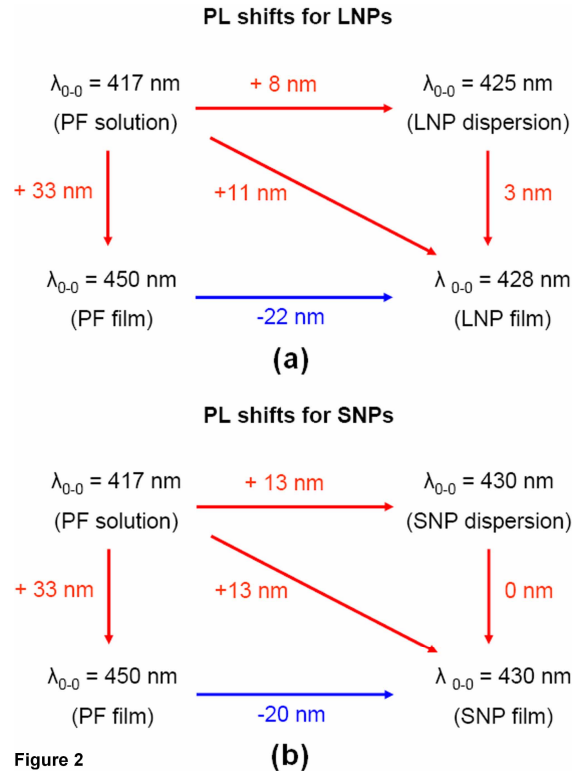 PL shifts for LNPs
λ0-0 = 417 nm
+ 8 nm
λ0-0 = 425 nm
(PF solution)
(LNP dispersion)
+ 33 nm
+11 nm
3 nm
λ0-0 = 450 nm
λ 0-0 = 428 nm
(PF film)
-22 nm
(LNP film)
(a)
PL shifts for SNPs
λ0-0 = 417 nm
+ 13 nm
λ0-0 = 430 nm
(PF solution)
(SNP dispersion)
+ 33 nm
+13 nm
0 nm
λ0-0 = 450 nm
λ 0-0 = 430 nm
(PF film)
-20 nm
(SNP film)
Figure 2
(b)